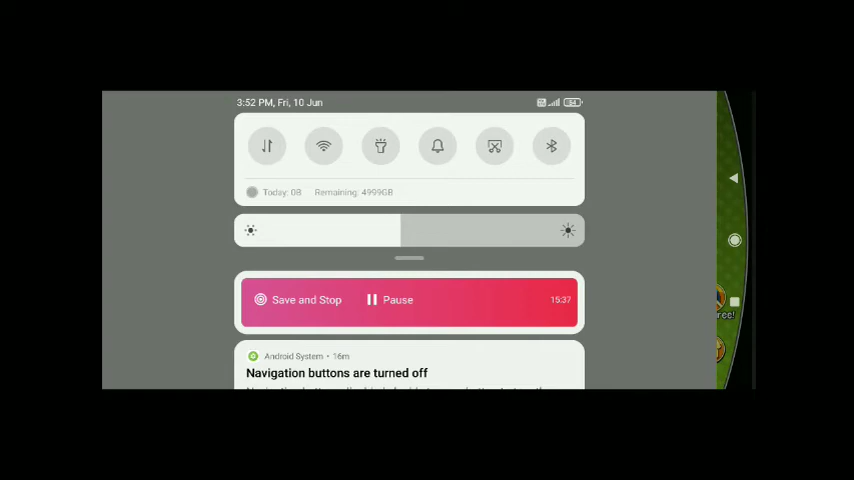 3:52 PM, Fri, 10 Jun
Today: 0B Remaining: 4999GB
Save and Stop Pause 15:37
Android System • 16m
Navigation buttons are turned off
ree!